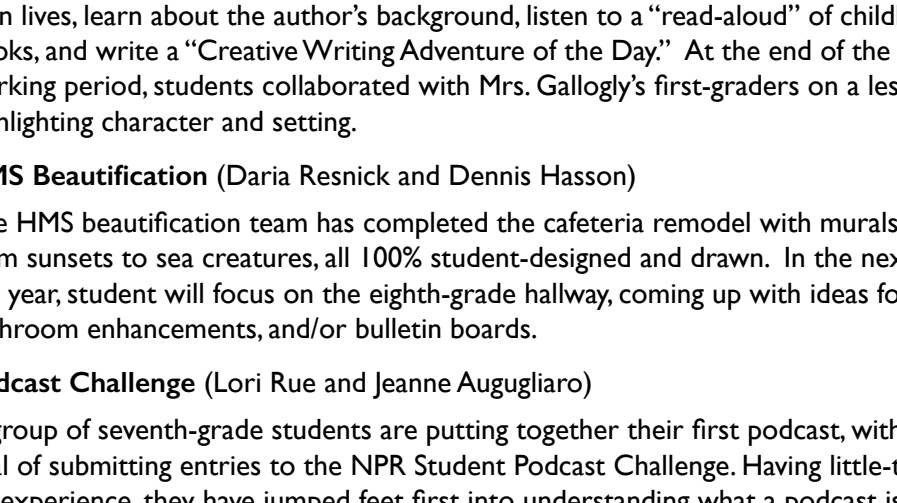 n lives, learn about the author's background, listen to a “read-aloud” of child
oks, and write a “Creative Writing Adventure of the Day.” At the end of the
rking period, students collaborated with Mrs. Gallogly's first-graders on a les
hlighting character and setting.
MS Beautification (Daria Resnick and Dennis Hasson)
e HMS beautification team has completed the cafeteria remodel with murals
m sunsets to sea creatures, all 100% student-designed and drawn. In the nex
year, student will focus on the eighth-grade hallway, coming up with ideas fo
throom enhancements, and/or bulletin boards.
dcast Challenge (Lori Rue and Jeanne Augugliaro)
group of seventh-grade students are putting together their first podcast, with
al of submitting entries to the NPR Student Podcast Challenge. Having little-t
experience, they have jumped feet first into understanding what a podcast is